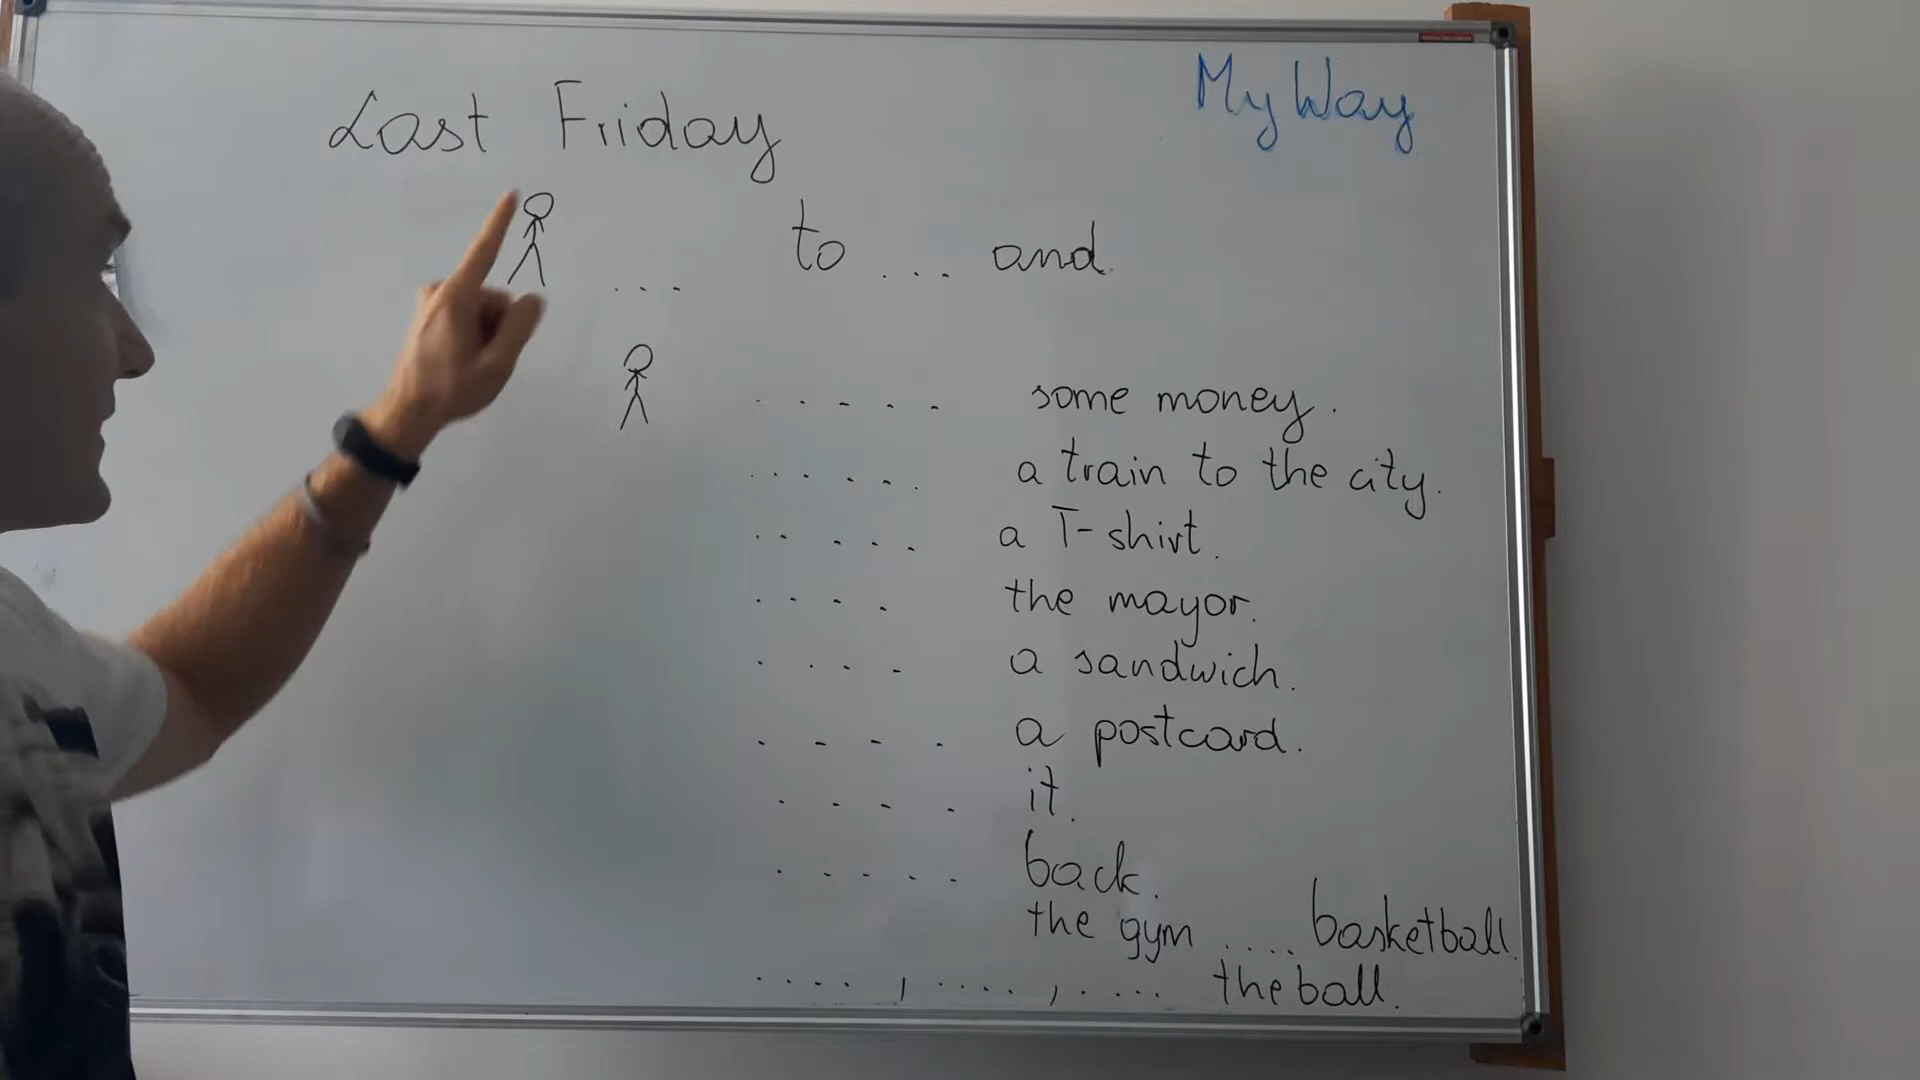 Last Friday
My Way
... to ... and
..... some money.
..... a train to the city.
..... a T-shirt.
.... the mayor.
.... a sandwich.
.... a postcard.
.... it.
..... back.
the gym .... basketball.
...., ...., .... the ball.